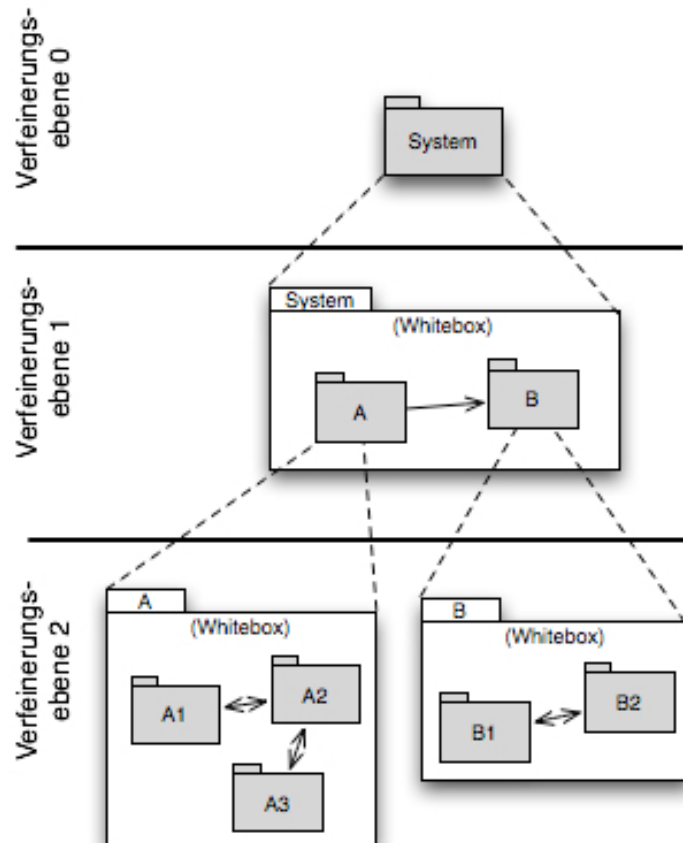 Verfeinerungs-
ebene 0
System
Verfeinerungs-
ebene 1
System
(Whitebox)
A
B
Verfeinerungs-
ebene 2
A
(Whitebox)
A1
A2
A3
B
(Whitebox)
B1
B2